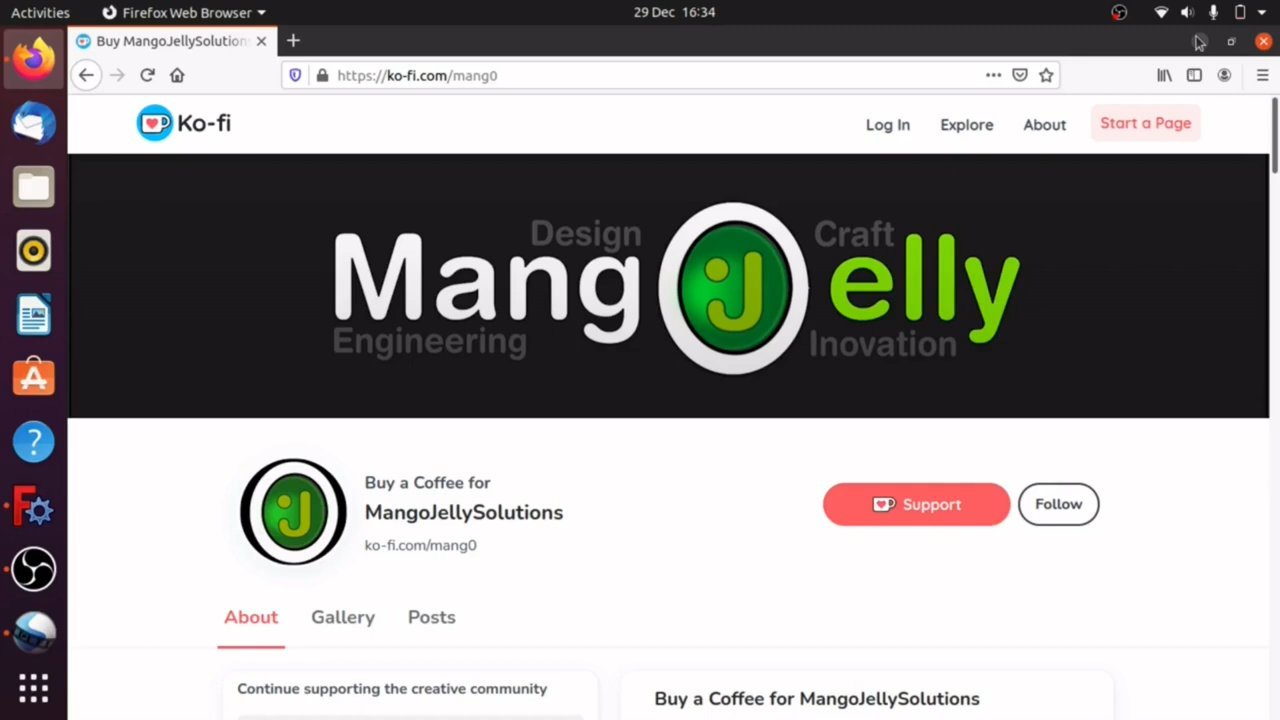 Activities
Firefox Web Browser
29 Dec 16:34
Buy MangoJellySolution
https://ko-fi.com/mang0
Ko-fi
Log In
Explore
About
Start a Page
Design
Craft
Mang Jelly
Engineering
Inovation
Buy a Coffee for
MangoJellySolutions
ko-fi.com/mang0
Support
Follow
About
Gallery
Posts
Continue supporting the creative community
Buy a Coffee for MangoJellySolutions